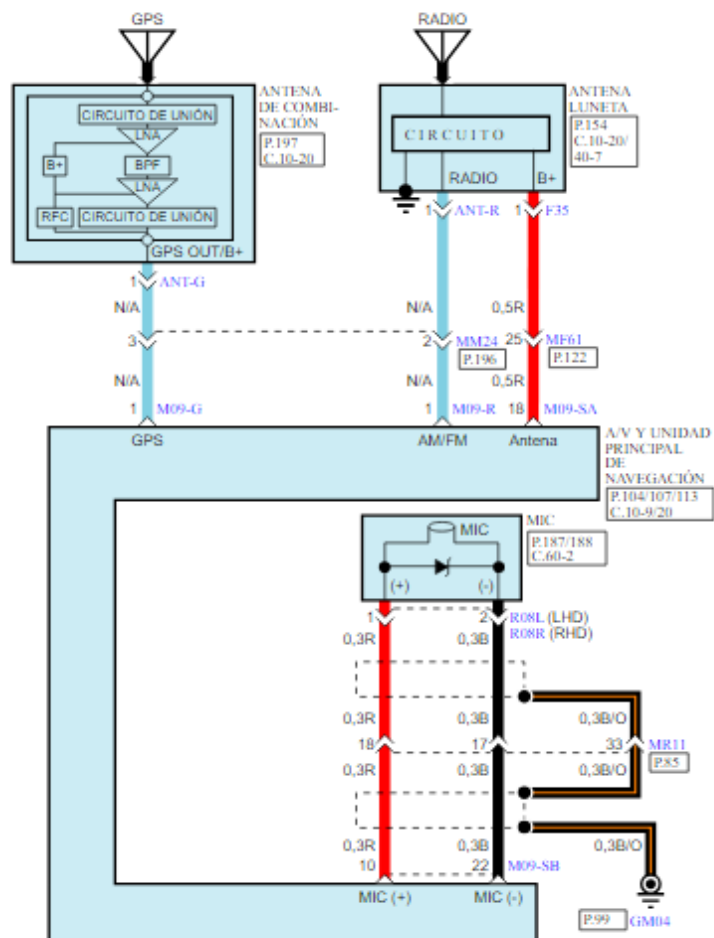 GPS
RADIO
ANTENA
DE COMBI-
NACIÓN
P.197
C.10-20
CIRCUITO DE UNIÓN
LNA
B+
BPF
LNA
RFC
CIRCUITO DE UNIÓN
GPS OUT/B+
ANTENA
LUNETA
P.154
C.10-20/
40-7
CIRCUITO
RADIO
B+
1
ANT-R
1
F35
1
ANT-G
N/A
N/A
0,5R
3
2
MM24
25
MF61
P.196
P.122
N/A
N/A
0,5R
1
M09-G
1
M09-R
18
M09-SA
GPS
AM/FM
Antena
A/V Y UNIDAD
PRINCIPAL
DE
NAVEGACIÓN
P.104/107/113
C.10-9/20
MIC
MIC
P.187/188
C.60-2
(+)
(-)
1
2
R08L (LHD)
R08R (RHD)
0,3R
0,3B
0,3R
0,3B
0,3B/O
18
17
33
MR11
P.85
0,3R
0,3B
0,3B/O
0,3R
0,3B
0,3B/O
10
22
M09-SB
MIC (+)
MIC (-)
P.99
GM04